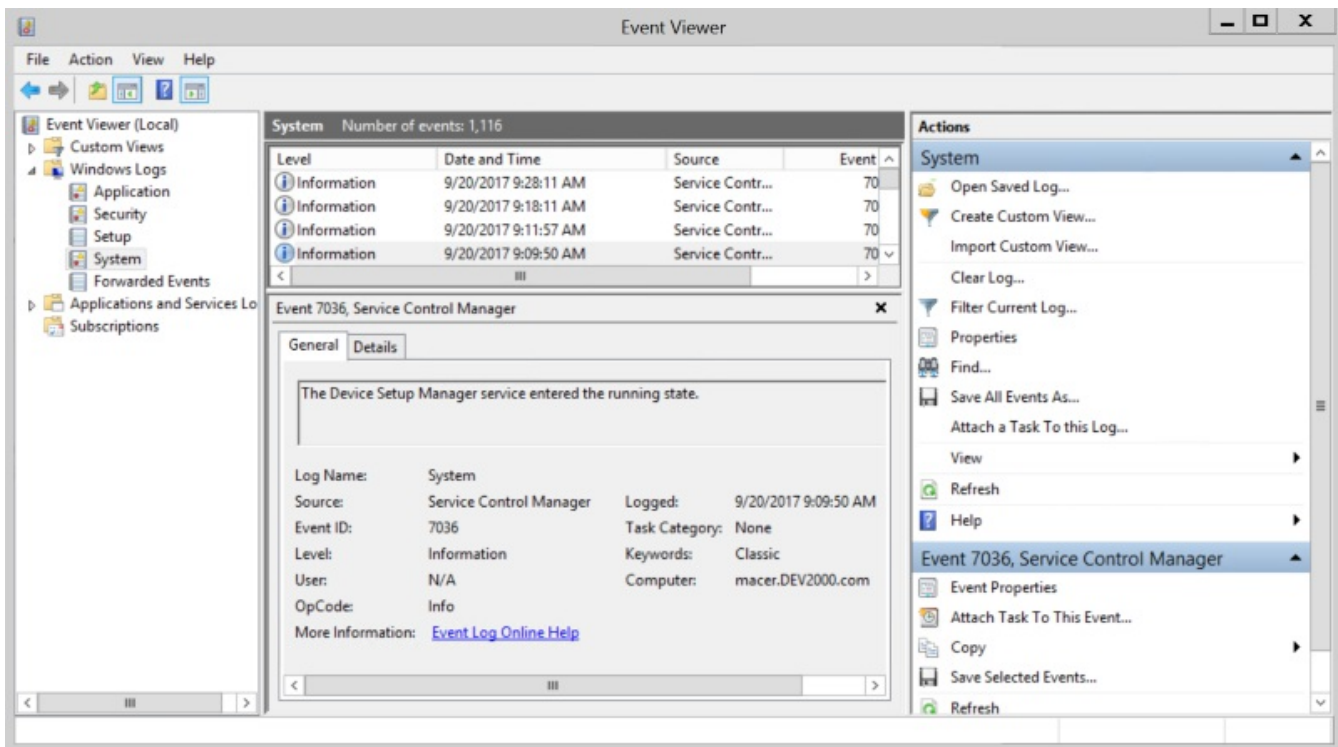 Event Viewer
File Action View Help
Event Viewer (Local)
Custom Views
Windows Logs
Application
Security
Setup
System
Forwarded Events
Applications and Services Lo
Subscriptions
System Number of events: 1,116
Level Date and Time Source Event
Information 9/20/2017 9:28:11 AM Service Contr... 70
Information 9/20/2017 9:18:11 AM Service Contr... 70
Information 9/20/2017 9:11:57 AM Service Contr... 70
Information 9/20/2017 9:09:50 AM Service Contr... 70
Event 7036, Service Control Manager
General Details
The Device Setup Manager service entered the running state.
Log Name: System
Source: Service Control Manager Logged: 9/20/2017 9:09:50 AM
Event ID: 7036 Task Category: None
Level: Information Keywords: Classic
User: N/A Computer: macer.DEV2000.com
OpCode: Info
More Information: Event Log Online Help
Actions
System
Open Saved Log...
Create Custom View...
Import Custom View...
Clear Log...
Filter Current Log...
Properties
Find...
Save All Events As...
Attach a Task To this Log...
View
Refresh
Help
Event 7036, Service Control Manager
Event Properties
Attach Task To This Event...
Copy
Save Selected Events...
Refresh